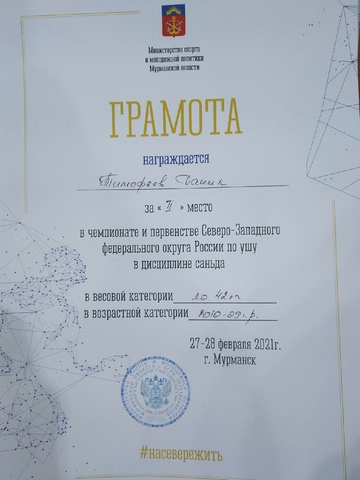 Министерство спорта
и молодежной политики
Мурманской области
ГРАМОТА
награждается
Тимофеев Данил
за « II » место
в чемпионате и первенстве Северо-Западного
федерального округа России по ушу
в дисциплине саньда
в весовой категории до 42 кг
в возрастной категории 2010-09 г.р.
27-28 февраля 2021г.
г. Мурманск
#насевережить